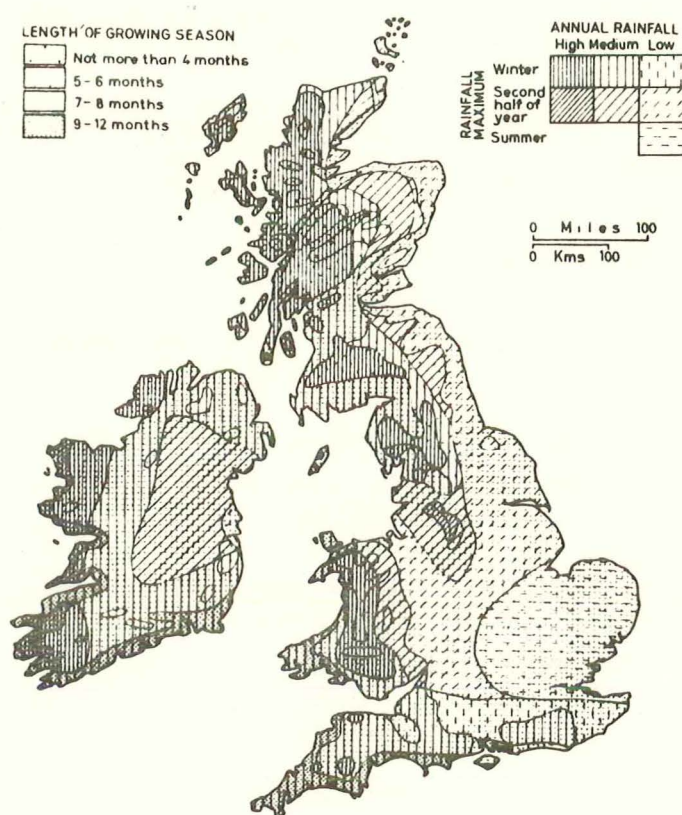 LENGTH OF GROWING SEASON
Not more than 4 months
5-6 months
7-8 months
9-12 months
ANNUAL RAINFALL
High Medium Low
RAINFALL MAXIMUM
Winter
Second half of year
Summer
0 Miles 100
0 Kms 100